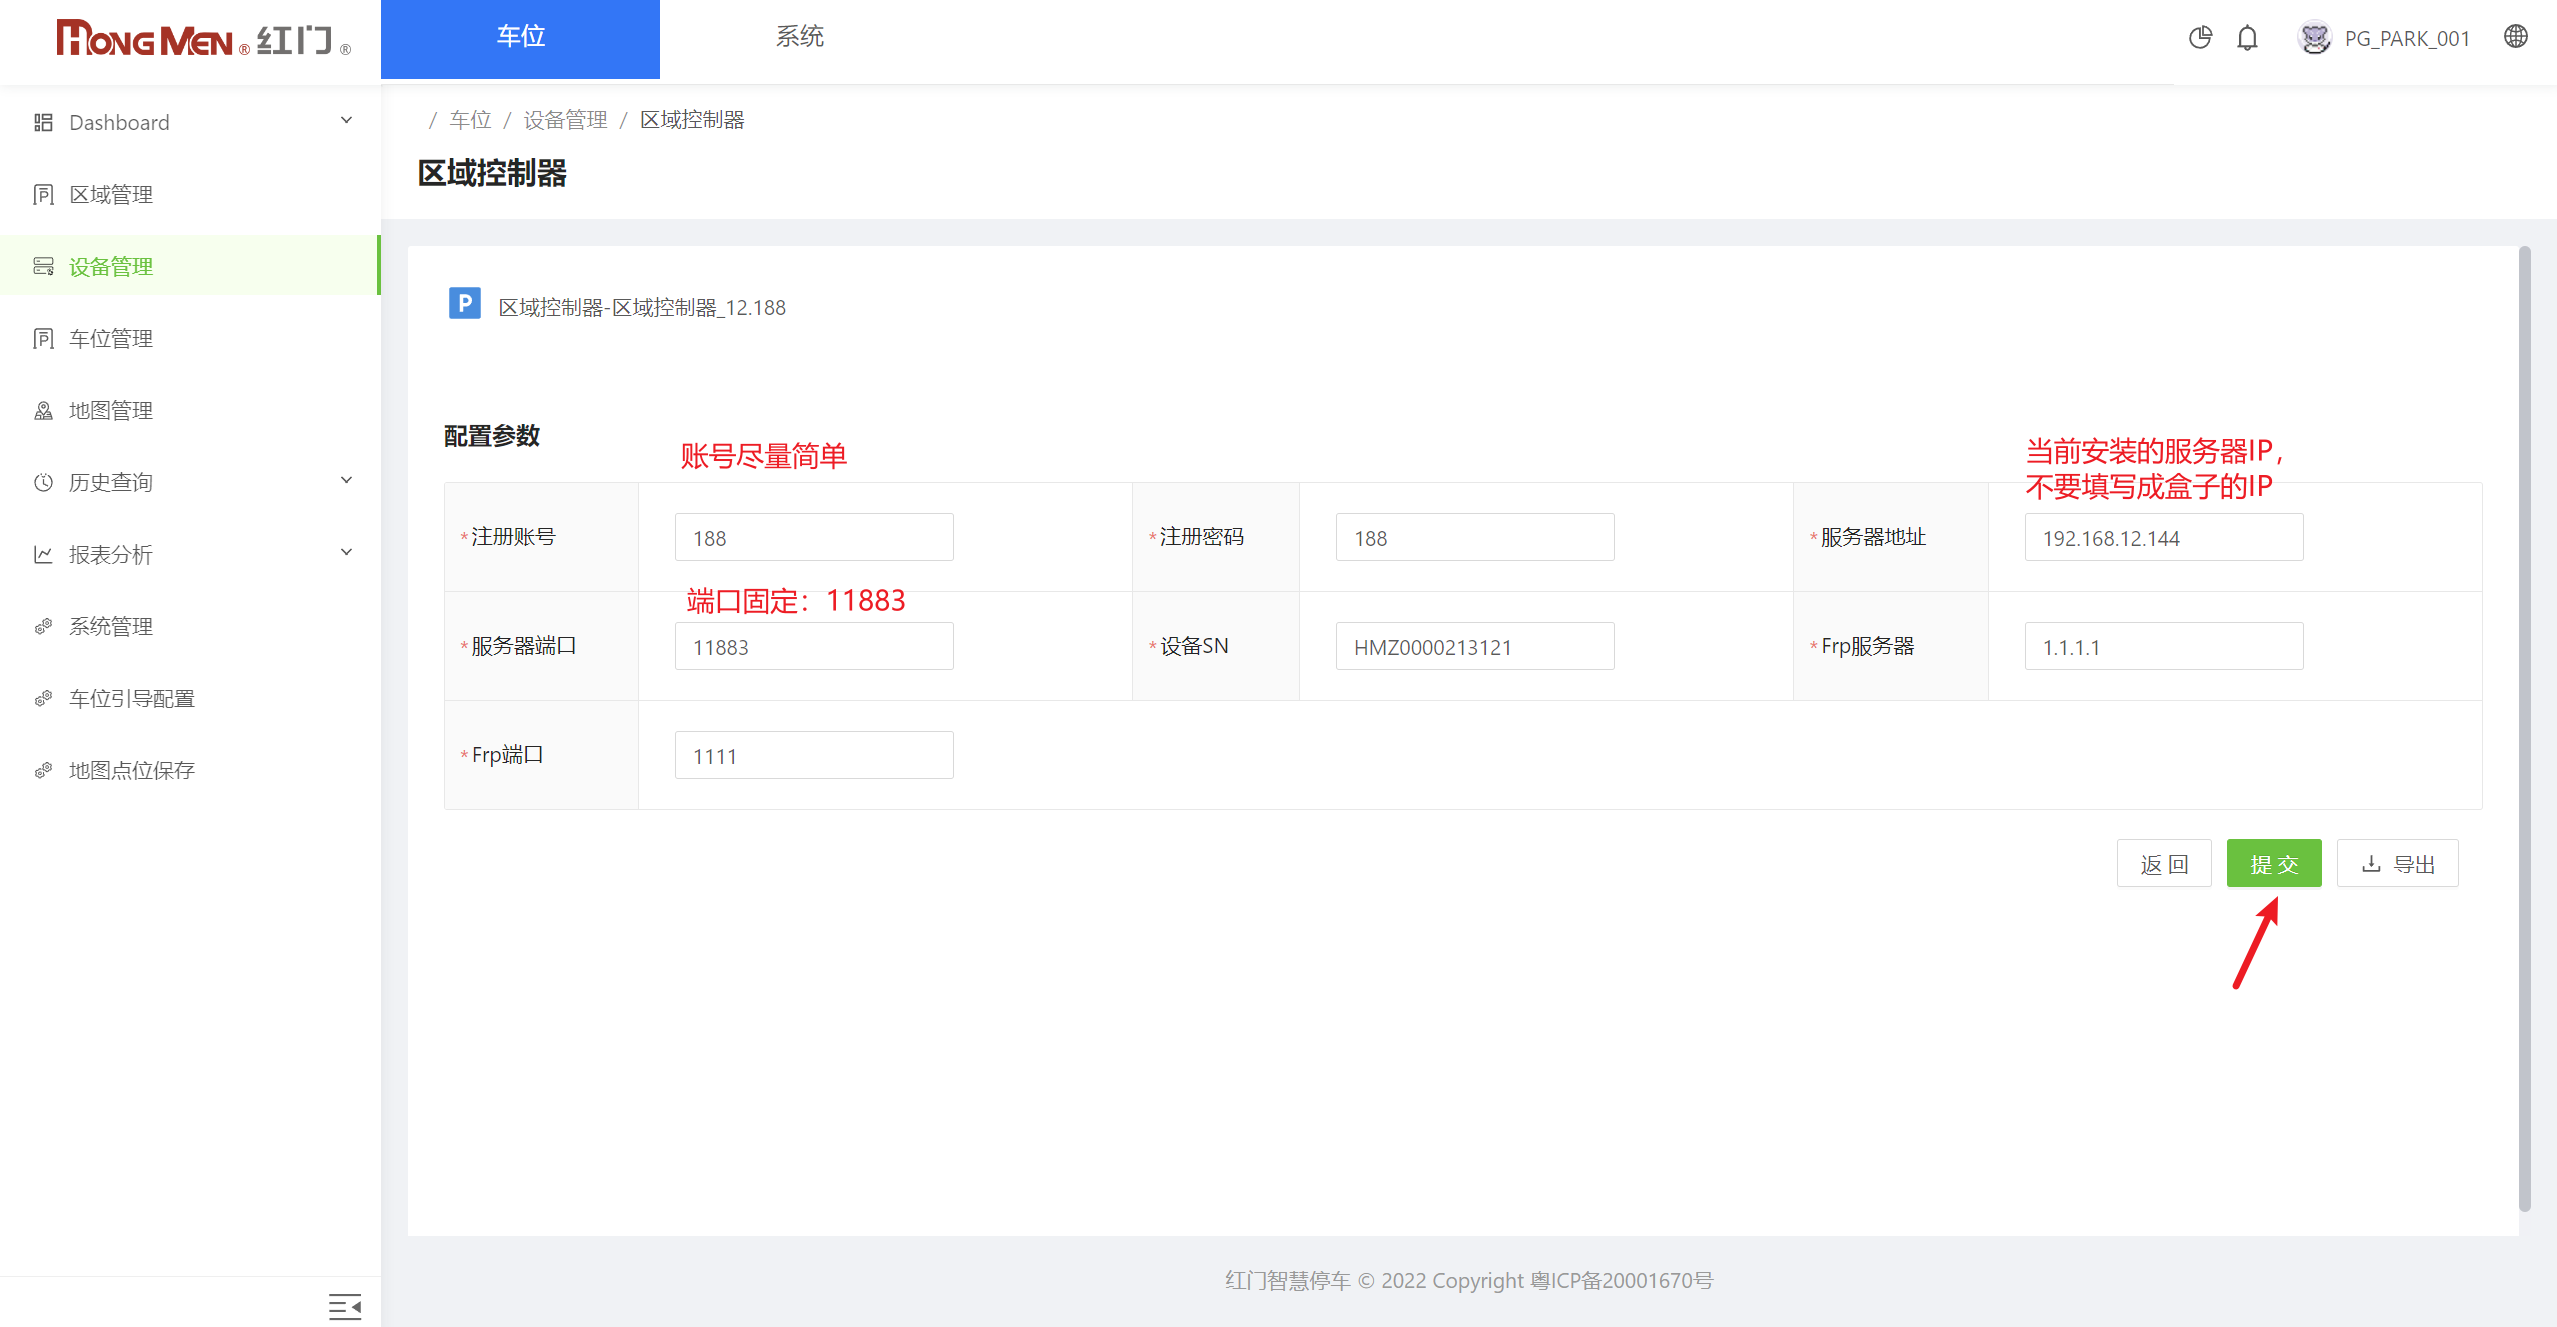 HONGMEN® 红门®
车位
系统
PG_PARK_001
Dashboard
区域管理
设备管理
车位管理
地图管理
历史查询
报表分析
系统管理
车位引导配置
地图点位保存
/ 车位 / 设备管理 / 区域控制器
区域控制器
P 区域控制器-区域控制器_12.188
配置参数
账号尽量简单
当前安装的服务器IP，
不要填写成盒子的IP
*注册账号 188
*注册密码 188
*服务器地址 192.168.12.144
端口固定：11883
*服务器端口 11883
*设备SN HMZ0000213121
*Frp服务器 1.1.1.1
*Frp端口 1111
返 回
提 交
导出
红门智慧停车 © 2022 Copyright 粤ICP备20001670号